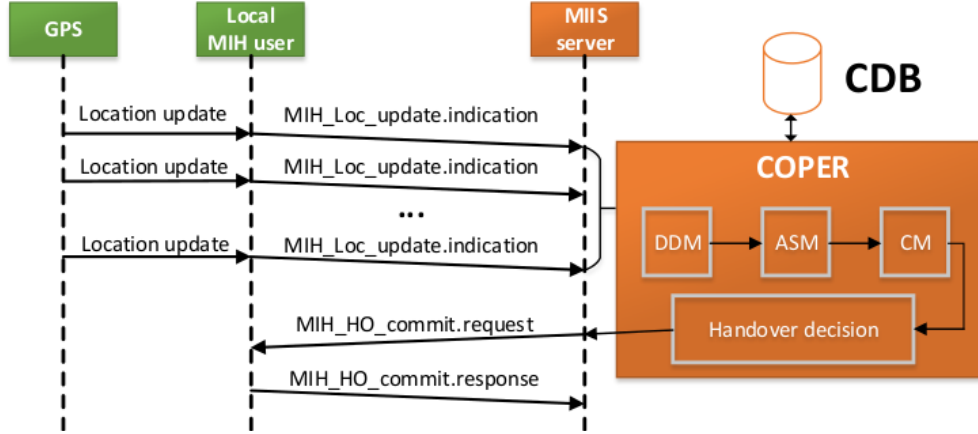 GPS
Local
MIH user
MIIS
server
CDB
Location update
MIH_Loc_update.indication
Location update
MIH_Loc_update.indication
...
Location update
MIH_Loc_update.indication
COPER
DDM
ASM
CM
MIH_HO_commit.request
Handover decision
MIH_HO_commit.response